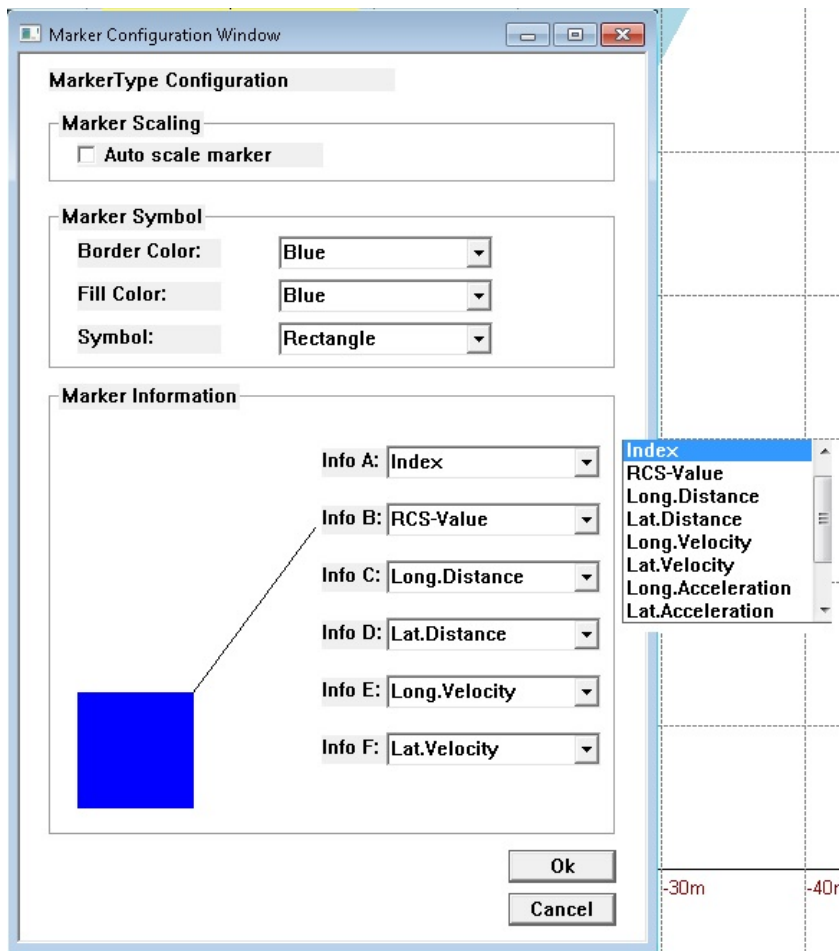 Marker Configuration Window
MarkerType Configuration
Marker Scaling
Auto scale marker
Marker Symbol
Border Color: Blue
Fill Color: Blue
Symbol: Rectangle
Marker Information
Info A: Index
Info B: RCS-Value
Info C: Long.Distance
Info D: Lat.Distance
Info E: Long.Velocity
Info F: Lat.Velocity
Index
RCS-Value
Long.Distance
Lat.Distance
Long.Velocity
Lat.Velocity
Long.Acceleration
Lat.Acceleration
Ok
Cancel
-30m